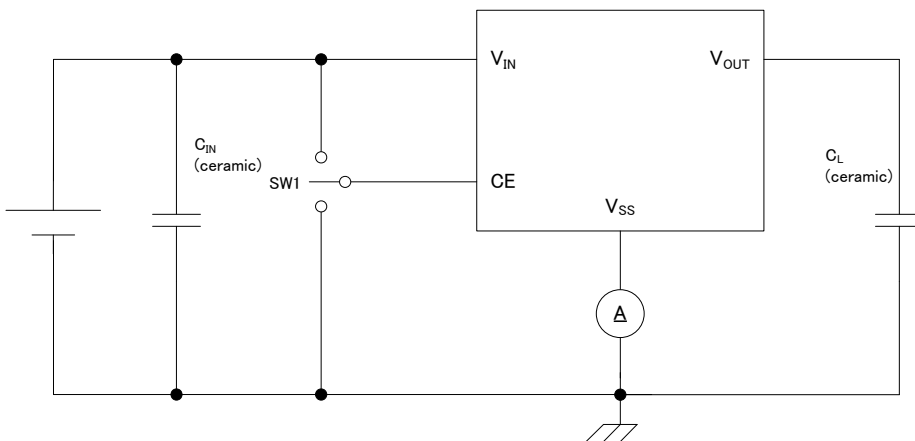 V_IN
V_OUT
C_IN
(ceramic)
SW1
CE
C_L
(ceramic)
V_SS
A